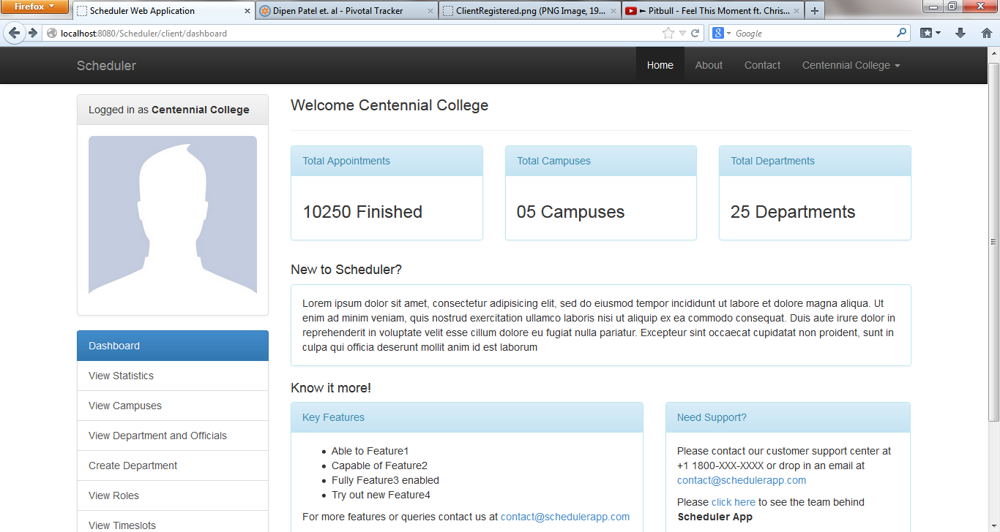 Firefox
Scheduler Web Application
Dipen Patel et. al - Pivotal Tracker
ClientRegistered.png (PNG Image, 19...
►- Pitbull - Feel This Moment ft. Chris...
localhost:8080/Scheduler/client/dashboard
Google
Scheduler
Home
About
Contact
Centennial College
Logged in as Centennial College
Welcome Centennial College
Total Appointments
10250 Finished
Total Campuses
05 Campuses
Total Departments
25 Departments
New to Scheduler?
Lorem ipsum dolor sit amet, consectetur adipisicing elit, sed do eiusmod tempor incididunt ut labore et dolore magna aliqua. Ut
enim ad minim veniam, quis nostrud exercitation ullamco laboris nisi ut aliquip ex ea commodo consequat. Duis aute irure dolor in
reprehenderit in voluptate velit esse cillum dolore eu fugiat nulla pariatur. Excepteur sint occaecat cupidatat non proident, sunt in
culpa qui officia deserunt mollit anim id est laborum
Dashboard
View Statistics
View Campuses
View Department and Officials
Create Department
View Roles
View Timeslots
Know it more!
Key Features
Able to Feature1
Capable of Feature2
Fully Feature3 enabled
Try out new Feature4
For more features or queries contact us at contact@schedulerapp.com
Need Support?
Please contact our customer support center at
+1 1800-XXX-XXXX or drop in an email at
contact@schedulerapp.com
Please click here to see the team behind
Scheduler App